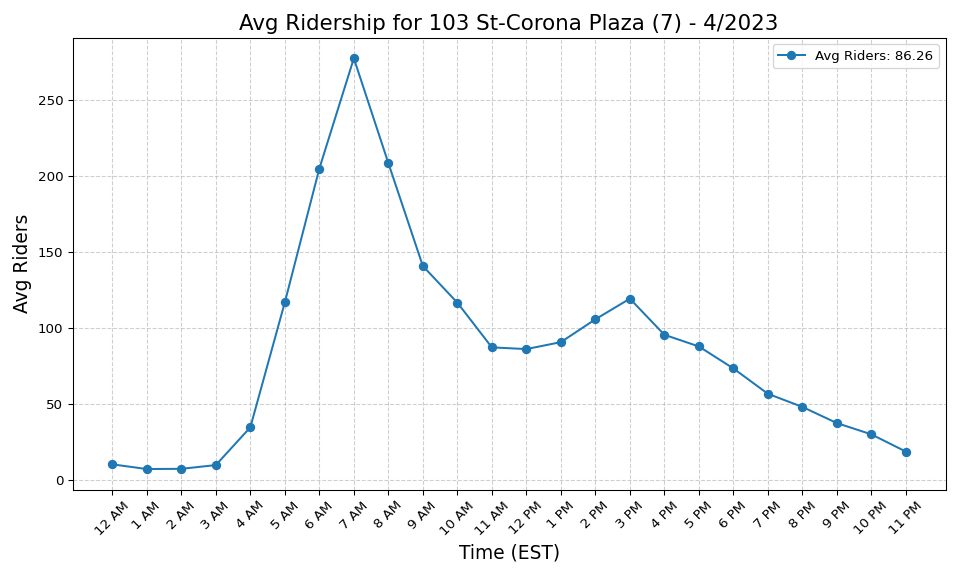 Avg Ridership for 103 St-Corona Plaza (7) - 4/2023
Avg Riders: 86.26
Avg Riders
250
200
150
100
50
0
12 AM
1 AM
2 AM
3 AM
4 AM
5 AM
6 AM
7 AM
8 AM
9 AM
10 AM
11 AM
12 PM
1 PM
2 PM
3 PM
4 PM
5 PM
6 PM
7 PM
8 PM
9 PM
10 PM
11 PM
Time (EST)